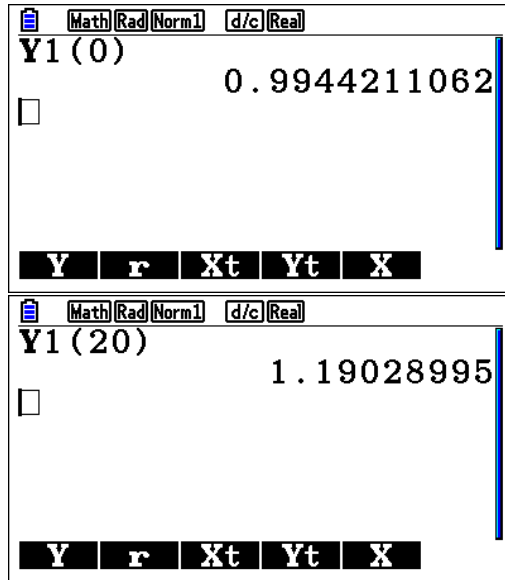 Math Rad Norm1 d/c Real
Y1(0)
0.9944211062
Y r Xt Yt X
Math Rad Norm1 d/c Real
Y1(20)
1.19028995
Y r Xt Yt X